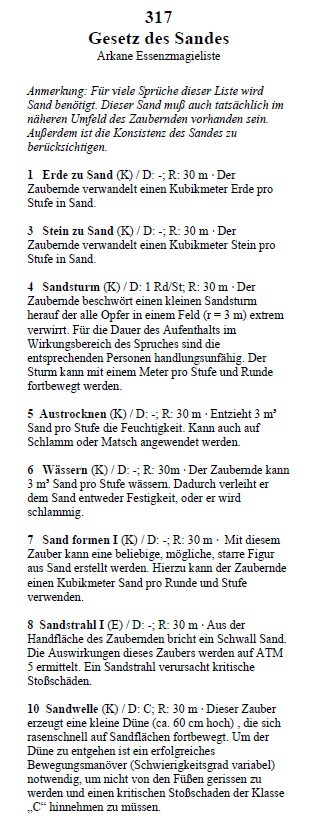 317
Gesetz des Sandes
Arkane Essenzmagieliste
Anmerkung: Für viele Sprüche dieser Liste wird
Sand benötigt. Dieser Sand muß auch tatsächlich im
näheren Umfeld des Zaubernden vorhanden sein.
Außerdem ist die Konsistenz des Sandes zu
berücksichtigen.
1 Erde zu Sand (K) / D: -; R: 30 m · Der
Zaubernde verwandelt einen Kubikmeter Erde pro
Stufe in Sand.
3 Stein zu Sand (K) / D: -; R: 30 m · Der
Zaubernde verwandelt einen Kubikmeter Stein pro
Stufe in Sand.
4 Sandsturm (K) / D: 1 Rd/St; R: 30 m · Der
Zaubernde beschwört einen kleinen Sandsturm
herauf der alle Opfer in einem Feld (r = 3 m) extrem
verwirrt. Für die Dauer des Aufenthalts im
Wirkungsbereich des Spruches sind die
entsprechenden Personen handlungsunfähig. Der
Sturm kann mit einem Meter pro Stufe und Runde
fortbewegt werden.
5 Austrocknen (K) / D: -; R: 30 m · Entzieht 3 m³
Sand pro Stufe die Feuchtigkeit. Kann auch auf
Schlamm oder Matsch angewendet werden.
6 Wässern (K) / D: -; R: 30m · Der Zaubernde kann
3 m³ Sand pro Stufe wässern. Dadurch verleiht er
dem Sand entweder Festigkeit, oder er wird
schlammig.
7 Sand formen I (K) / D: -; R: 30 m · Mit diesem
Zauber kann eine beliebige, mögliche, starre Figur
aus Sand erstellt werden. Hierzu kann der Zaubernde
einen Kubikmeter Sand pro Runde und Stufe
verwenden.
8 Sandstrahl I (E) / D: -; R: 30 m · Aus der
Handfläche des Zaubernden bricht ein Schwall Sand.
Die Auswirkungen dieses Zaubers werden auf ATM
5 ermittelt. Ein Sandstrahl verursacht kritische
Stoßschäden.
10 Sandwelle (K) / D: C; R: 30 m · Dieser Zauber
erzeugt eine kleine Düne (ca. 60 cm hoch) , die sich
rasenschnell auf Sandflächen fortbewegt. Um der
Düne zu entgehen ist ein erfolgreiches
Bewegungsmanöver (Schwierigkeitsgrad variabel)
notwendig, um nicht von den Füßen gerissen zu
werden und einen kritischen Stoßschaden der Klasse
„C“ hinnehmen zu müssen.